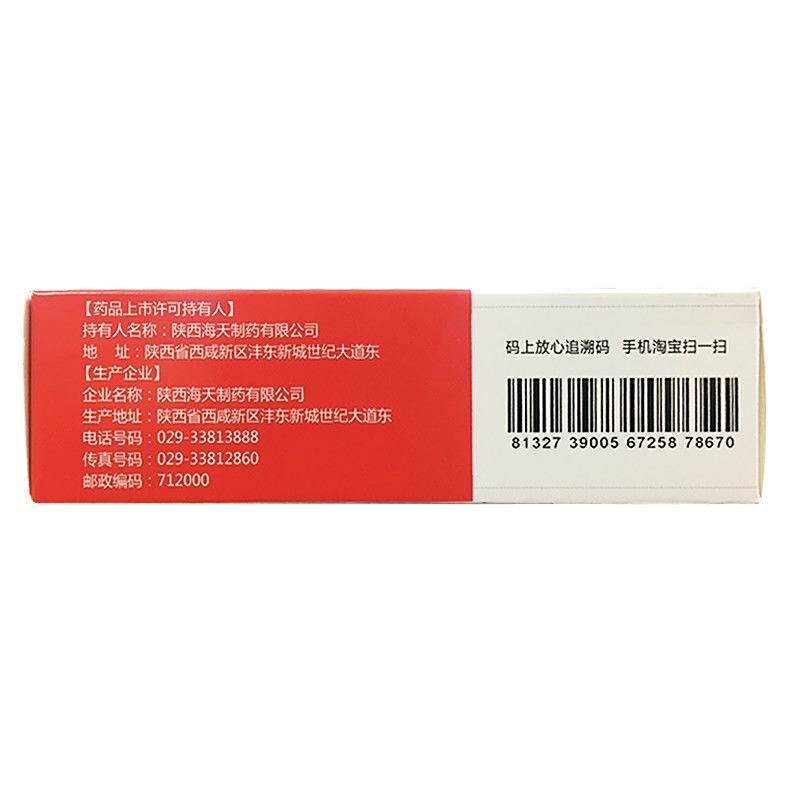 【药品上市许可持有人】
持有人名称：陕西海天制药有限公司
地　址：陕西省西咸新区沣东新城世纪大道东
【生产企业】
企业名称：陕西海天制药有限公司
生产地址：陕西省西咸新区沣东新城世纪大道东
电话号码：029-33813888
传真号码：029-33812860
邮政编码：712000
码上放心追溯码 手机淘宝扫一扫
81327 39005 67258 78670